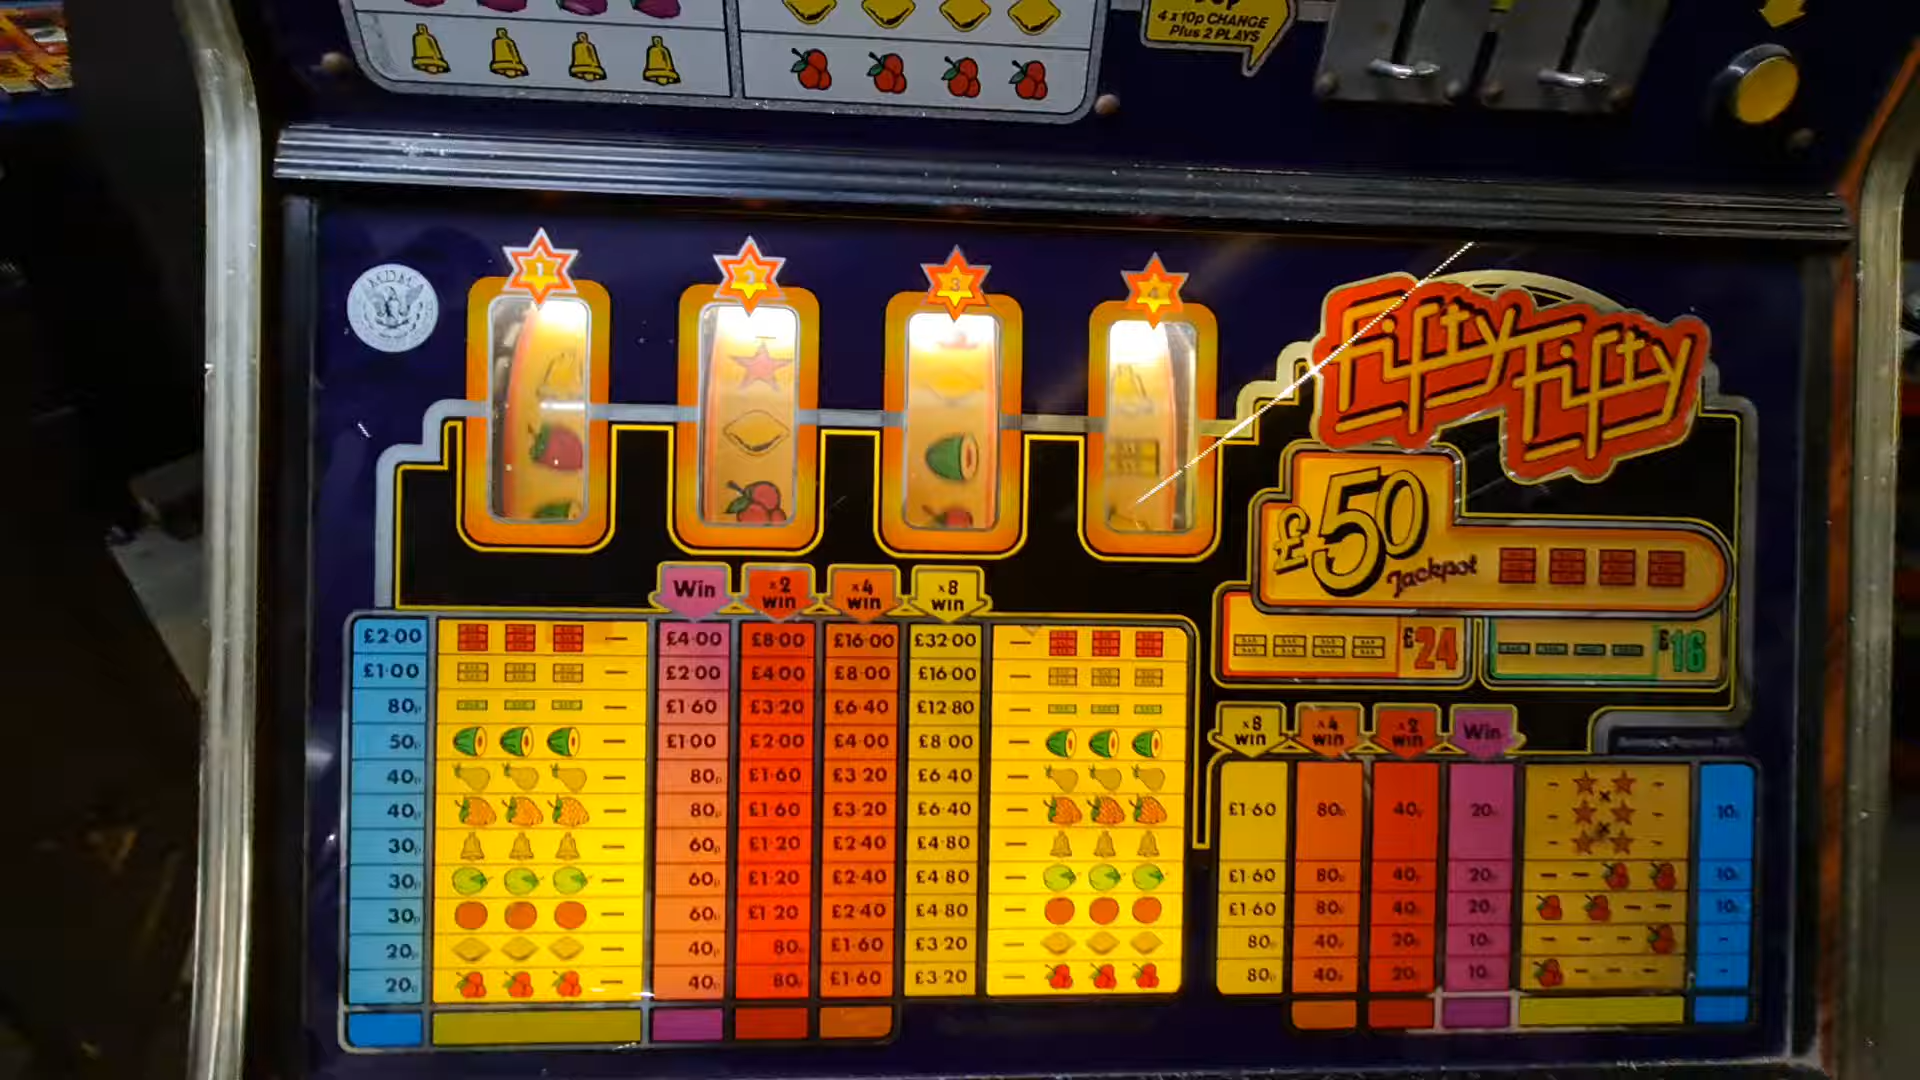 4 x 10p CHANGE
Plus 2 PLAYS
1
2
3
4
Fifty
Fifty
£50
Jackpot
£24
£16
Win
x2 win
x4 win
x8 win
£2·00 £4·00 £8·00 £16·00 £32·00
£1·00 £2·00 £4·00 £8·00 £16·00
80p £1·60 £3·20 £6·40 £12·80
50p £1·00 £2·00 £4·00 £8·00
40p 80p £1·60 £3·20 £6·40
40p 80p £1·60 £3·20 £6·40
30p 60p £1·20 £2·40 £4·80
30p 60p £1·20 £2·40 £4·80
30p 60p £1·20 £2·40 £4·80
20p 40p 80p £1·60 £3·20
20p 40p 80p £1·60 £3·20
x8 win
x4 win
x2 win
Win
£1·60 80p 40p 20p 10p
£1·60 80p 40p 20p 10p
£1·60 80p 40p 20p 10p
80p 40p 20p 10p -
80p 40p 20p 10p -